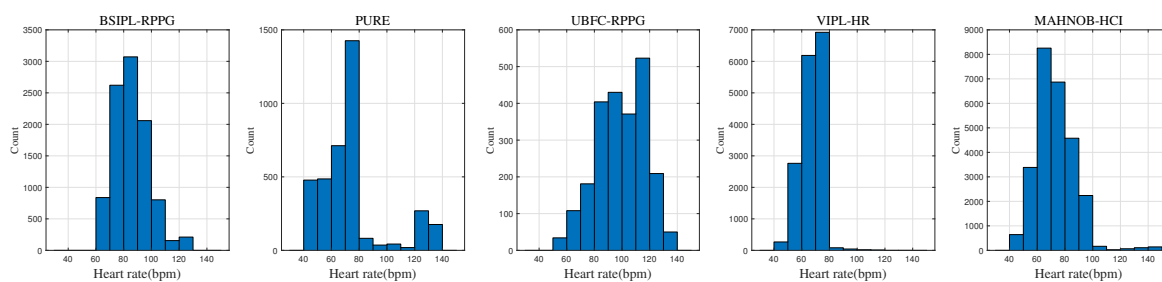 BSIPL-RPPG
3500
3000
2500
2000
1500
1000
500
0
Count
40 60 80 100 120 140
Heart rate(bpm)
PURE
1500
1000
500
0
Count
40 60 80 100 120 140
Heart rate(bpm)
UBFC-RPPG
600
500
400
300
200
100
0
Count
40 60 80 100 120 140
Heart rate(bpm)
VIPL-HR
7000
6000
5000
4000
3000
2000
1000
0
Count
40 60 80 100 120 140
Heart rate(bpm)
MAHNOB-HCI
9000
8000
7000
6000
5000
4000
3000
2000
1000
0
Count
40 60 80 100 120 140
Heart rate(bpm)